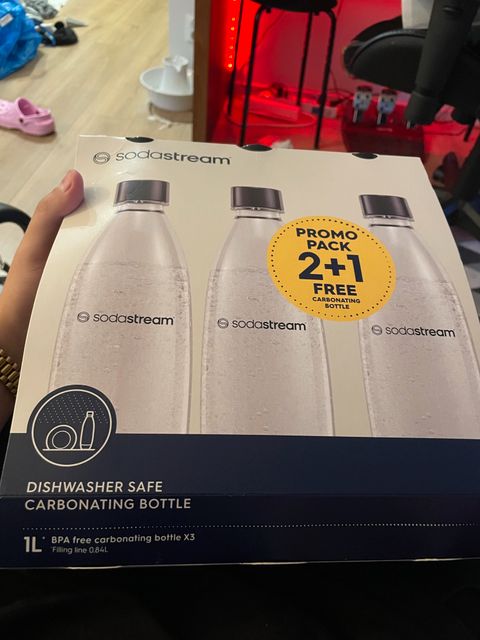 sodastream
PROMO
PACK
2+1
FREE
CARBONATING
BOTTLE
sodastream
sodastream
sodastream
DISHWASHER SAFE
CARBONATING BOTTLE
1L* BPA free carbonating bottle X3
*Filling line 0.84L